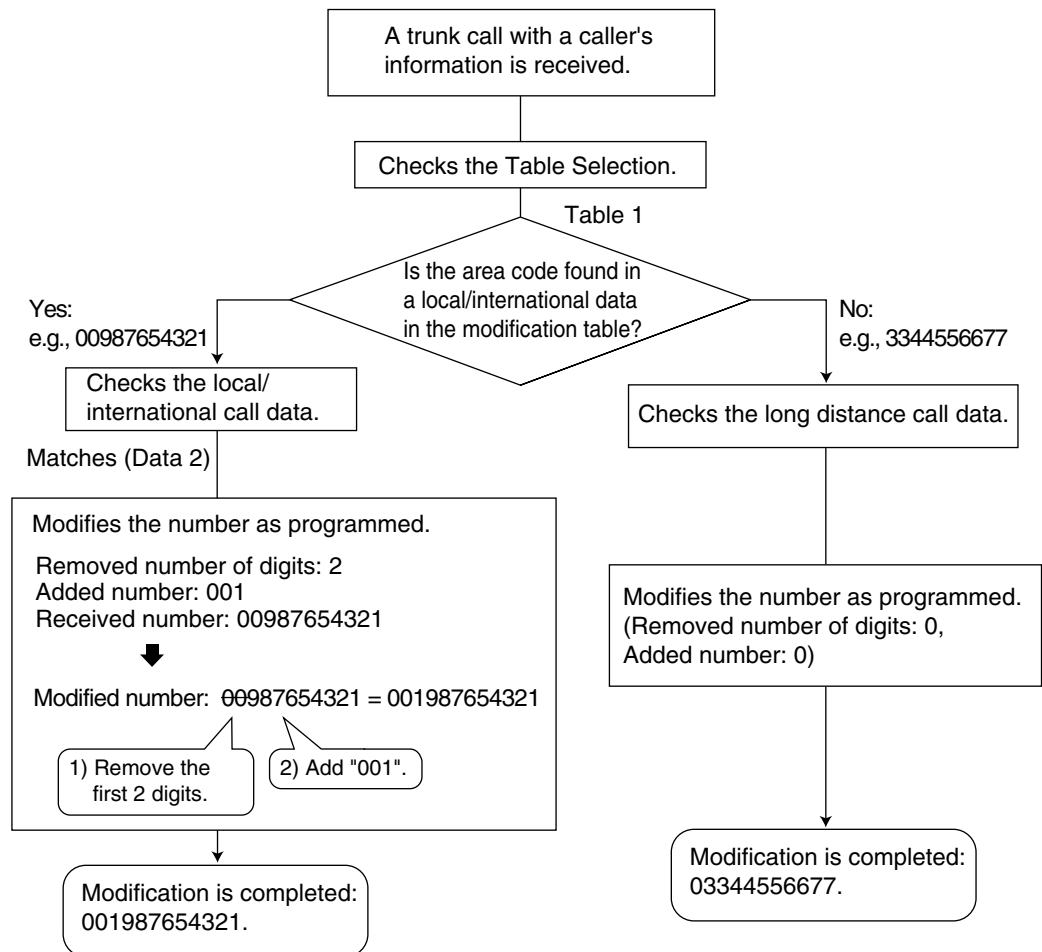 A trunk call with a caller's
information is received.
Checks the Table Selection.
Table 1
Is the area code found in
a local/international data
in the modification table?
Yes:
e.g., 00987654321
No:
e.g., 3344556677
Checks the local/
international call data.
Checks the long distance call data.
Matches (Data 2)
Modifies the number as programmed.
Removed number of digits: 2
Added number: 001
Received number: 00987654321
Modified number: 00987654321 = 001987654321
1) Remove the
first 2 digits.
2) Add "001".
Modifies the number as programmed.
(Removed number of digits: 0,
Added number: 0)
Modification is completed:
001987654321.
Modification is completed:
03344556677.